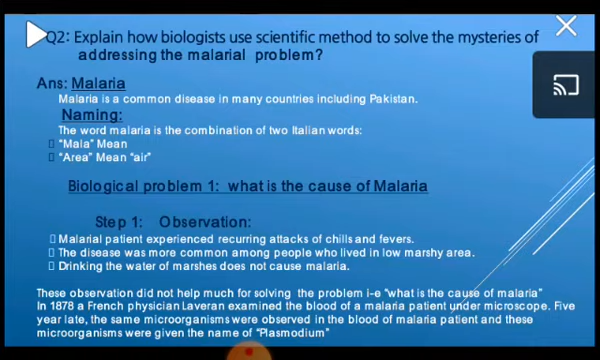 Q2: Explain how biologists use scientific method to solve the mysteries of
addressing the malarial problem?
Ans: Malaria
Malaria is a common disease in many countries including Pakistan.
Naming:
The word malaria is the combination of two Italian words:
“Mala” Mean
“Area” Mean “air”
Biological problem 1: what is the cause of Malaria
Step 1: Observation:
Malarial patient experienced recurring attacks of chills and fevers.
The disease was more common among people who lived in low marshy area.
Drinking the water of marshes does not cause malaria.
These observation did not help much for solving the problem i-e “what is the cause of malaria”
In 1878 a French physician Laveran examined the blood of a malaria patient under microscope. Five
year late, the same microorganisms were observed in the blood of malaria patient and these
microorganisms were given the name of “Plasmodium”